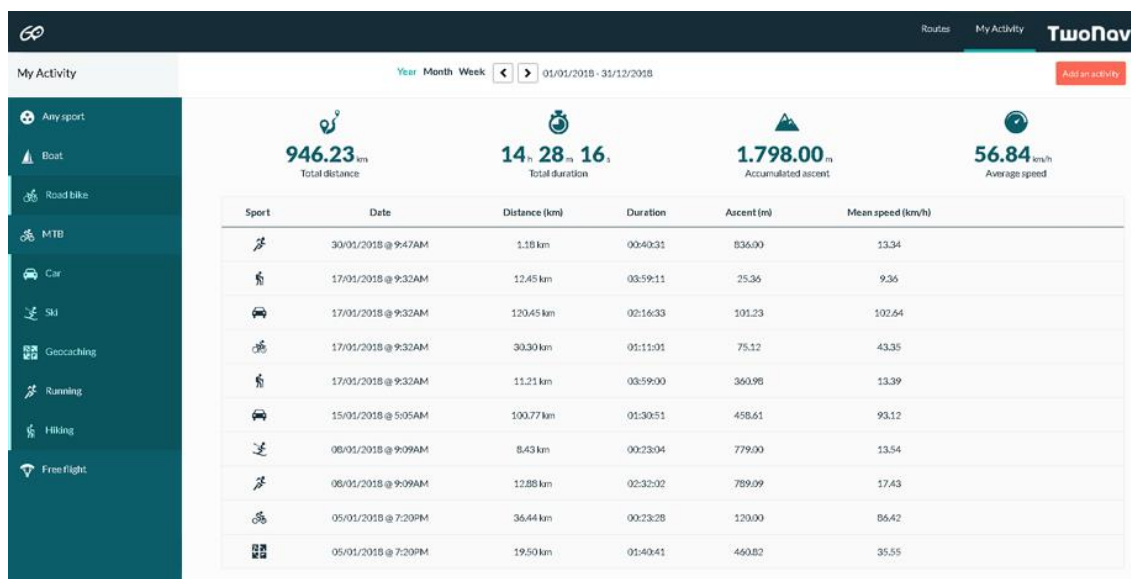 GO
Routes My Activity TwoNav
My Activity
Year Month Week 01/01/2018 - 31/12/2018
Add an activity
Any sport
Boat
Road bike
MTB
Car
Ski
Geocaching
Running
Hiking
Free flight
946.23 km 14 h 28 m 16 s 1.798.00 m 56.84 km/h
Total distance Total duration Accumulated ascent Average speed
Sport Date Distance (km) Duration Ascent (m) Mean speed (km/h)
30/01/2018 @ 9:47AM 1.18 km 00:40:31 836.00 13.34
17/01/2018 @ 9:32AM 12.45 km 03:59:11 25.36 9.36
17/01/2018 @ 9:32AM 120.45 km 02:16:33 101.23 102.64
17/01/2018 @ 9:32AM 30.30 km 01:11:01 75.12 43.35
17/01/2018 @ 9:32AM 11.21 km 03:59:00 360.98 13.39
15/01/2018 @ 5:05AM 100.77 km 01:30:51 458.61 93.12
08/01/2018 @ 9:09AM 8.43 km 00:23:04 779.00 13.54
08/01/2018 @ 9:09AM 12.88 km 02:32:02 789.09 17.43
05/01/2018 @ 7:20PM 36.44 km 00:23:28 120.00 86.42
05/01/2018 @ 7:20PM 19.50 km 01:40:41 460.82 35.55